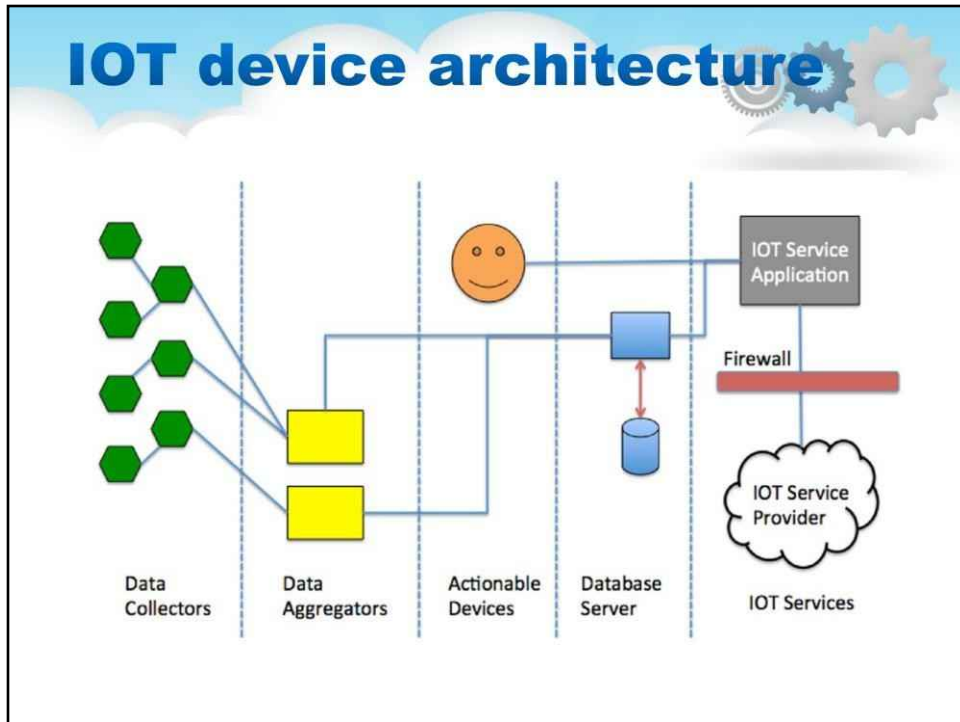 IOT device architecture
IOT Service
Application
Firewall
IOT Service
Provider
Data
Collectors
Data
Aggregators
Actionable
Devices
Database
Server
IOT Services